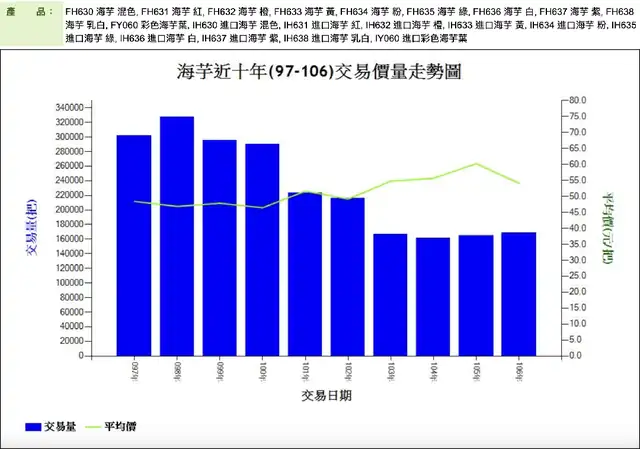 產 品： FH630 海芋 混色, FH631 海芋 紅, FH632 海芋 橙, FH633 海芋 黃, FH634 海芋 粉, FH635 海芋 綠, FH636 海芋 白, FH637 海芋 紫, FH638
海芋 乳白, FY060 彩色海芋葉, IH630 進口海芋 混色, IH631 進口海芋 紅, IH632 進口海芋 橙, IH633 進口海芋 黃, IH634 進口海芋 粉, IH635
進口海芋 綠, IH636 進口海芋 白, IH637 進口海芋 紫, IH638 進口海芋 乳白, IY060 進口彩色海芋葉
海芋近十年(97-106)交易價量走勢圖
交易量(把)
340000
320000
300000
280000
260000
240000
220000
200000
180000
160000
140000
120000
100000
80000
60000
40000
20000
0
80.0
75.0
70.0
65.0
60.0
55.0
50.0
45.0
40.0
35.0
30.0
25.0
20.0
15.0
10.0
5.0
0.0
平均價(元/把)
097年
098年
099年
100年
101年
102年
103年
104年
105年
106年
交易日期
交易量 平均價